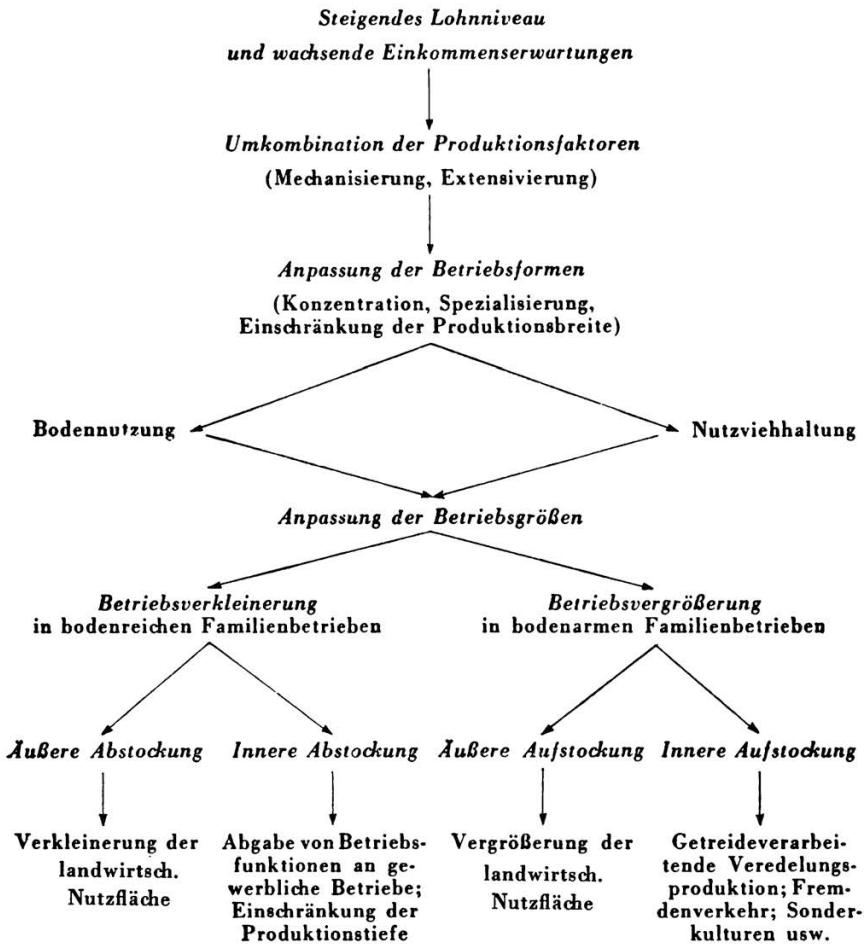 Steigendes Lohnniveau
und wachsende Einkommenserwartungen
Umkombination der Produktionsfaktoren
(Mechanisierung, Extensivierung)
Anpassung der Betriebsformen
(Konzentration, Spezialisierung,
Einschränkung der Produktionsbreite)
Bodennutzung
Nutzviehhaltung
Anpassung der Betriebsgrößen
Betriebsverkleinerung
in bodenreichen Familienbetrieben
Betriebsvergrößerung
in bodenarmen Familienbetrieben
Äußere Abstockung
Innere Abstockung
Äußere Aufstockung
Innere Aufstockung
Verkleinerung der
landwirtsch.
Nutzfläche
Abgabe von Betriebs-
funktionen an ge-
werbliche Betriebe;
Einschränkung der
Produktionstiefe
Vergrößerung der
landwirtsch.
Nutzfläche
Getreideverarbei-
tende Veredelungs-
produktion; Frem-
denverkehr; Sonder-
kulturen usw.